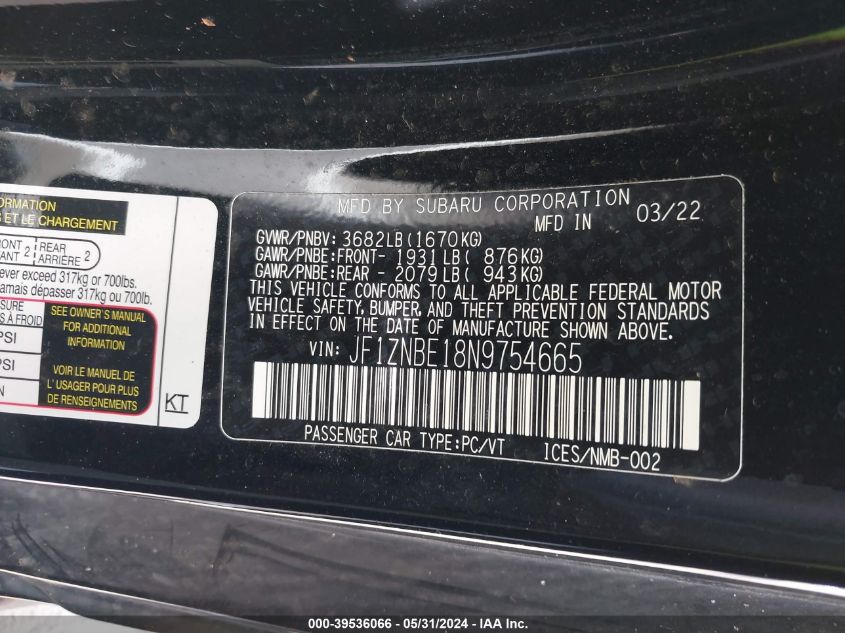 ORMATION
S ET LE CHARGEMENT
ANT 2 REAR ARRIÈRE 2
ever exceed 317kg or 700lbs.
amais dépasser 317kg ou 700lb.
SURE
S À FROID
PSI
PSI
N
SEE OWNER'S MANUAL
FOR ADDITIONAL
INFORMATION
VOIR LE MANUEL DE
L' USAGER POUR PLUS
DE RENSEIGNEMENTS
KT
MFD BY SUBARU CORPORATION
MFD IN 03/22
GVWR/PNBV: 3682LB(1670KG)
GAWR/PNBE:FRONT- 1931LB( 876KG)
GAWR/PNBE:REAR - 2079LB( 943KG)
THIS VEHICLE CONFORMS TO ALL APPLICABLE FEDERAL MOTOR
VEHICLE SAFETY, BUMPER, AND THEFT PREVENTION STANDARDS
IN EFFECT ON THE DATE OF MANUFACTURE SHOWN ABOVE.
VIN: JF1ZNBE18N9754665
PASSENGER CAR TYPE:PC/VT ICES/NMB-002
000-39536066 - 05/31/2024 - IAA Inc.